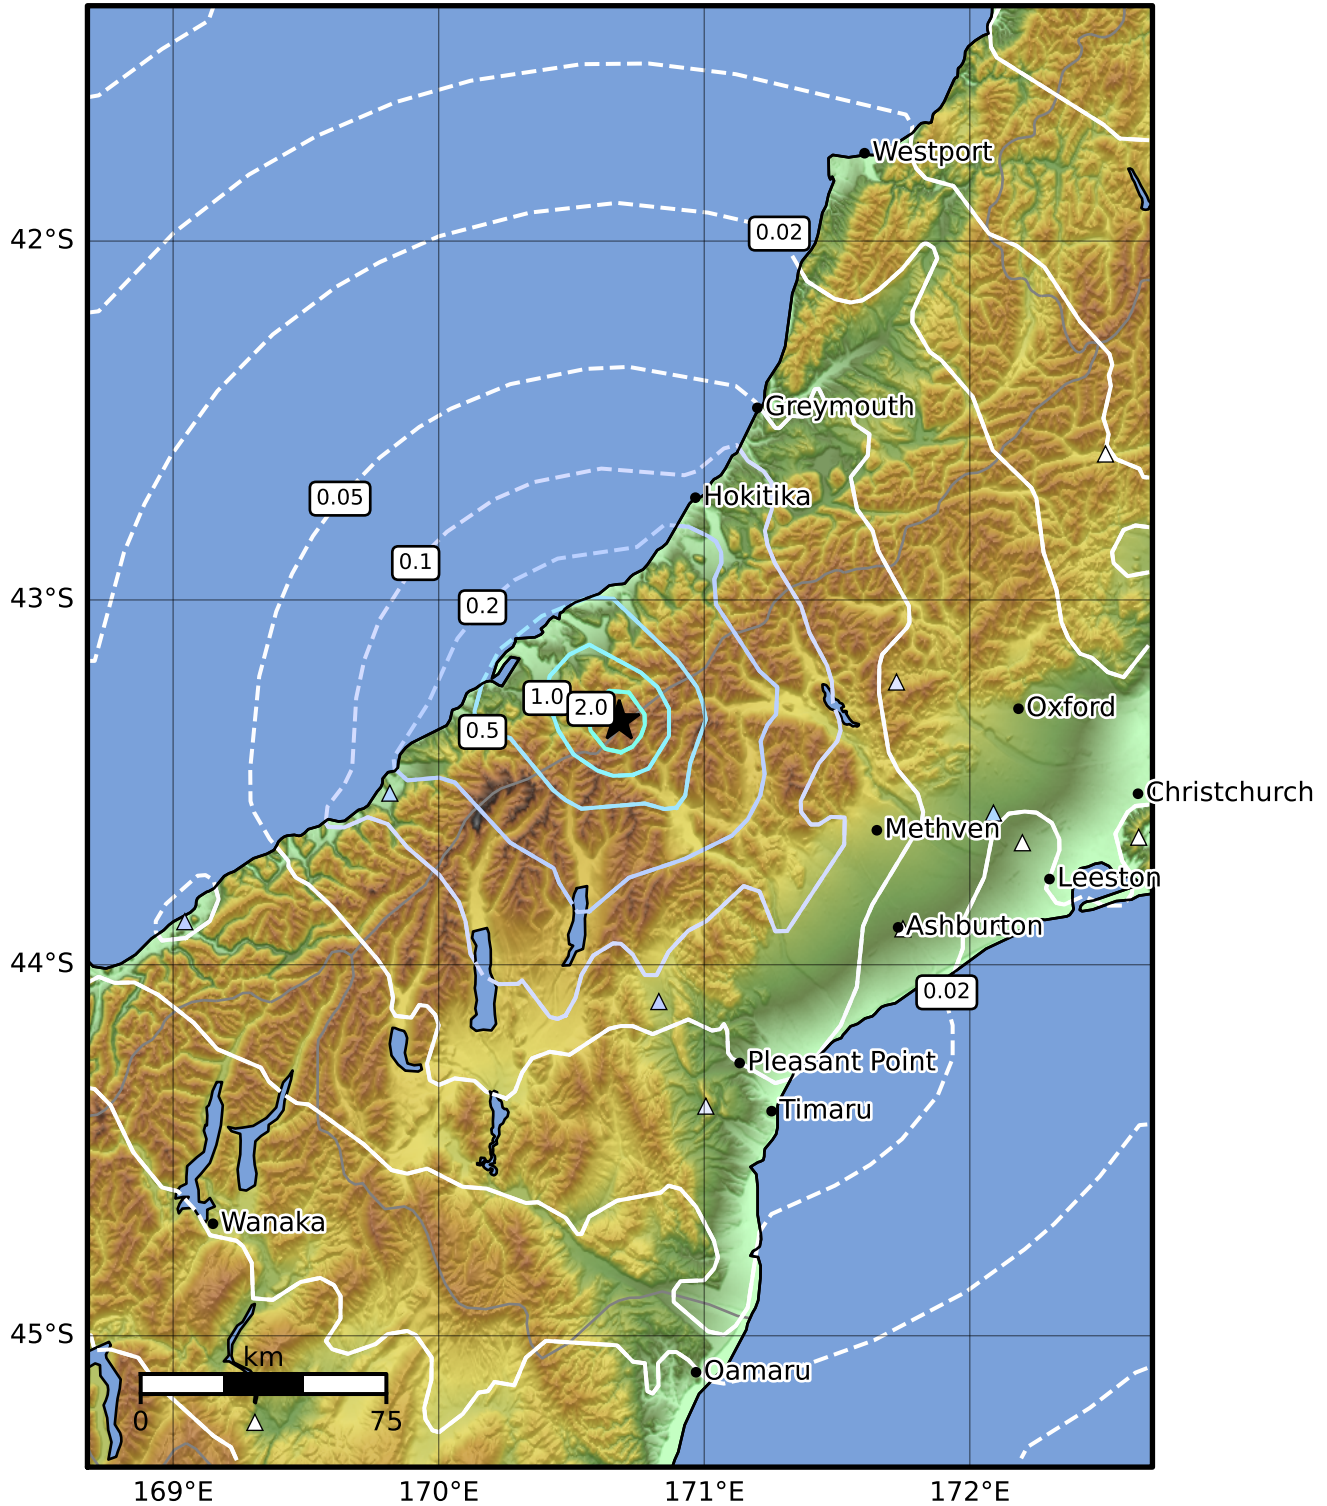 Westport
0.02
42°S
Greymouth
0.05
Hokitika
0.1
43°S
0.2
1.0
2.0
Oxford
0.5
Christchurch
Methven
Leeston
Ashburton
44°S
0.02
Pleasant Point
Timaru
Wanaka
45°S
km
Oamaru
0
75
169°E
170°E
171°E
172°E